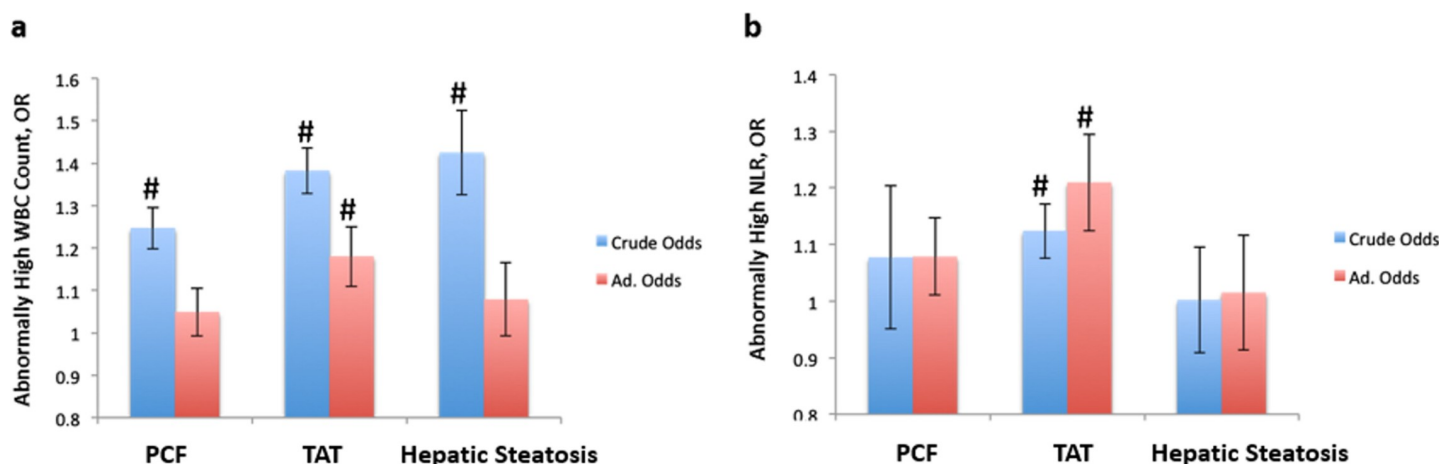 a
Abnormally High WBC Count, OR
1.6
1.5
1.4
1.3
1.2
1.1
1
0.9
0.8
#
#
#
#
PCF
TAT
Hepatic Steatosis
Crude Odds
Ad. Odds
b
Abnormally High NLR, OR
1.4
1.3
1.2
1.1
1
0.9
0.8
#
#
PCF
TAT
Hepatic Steatosis
Crude Odds
Ad. Odds